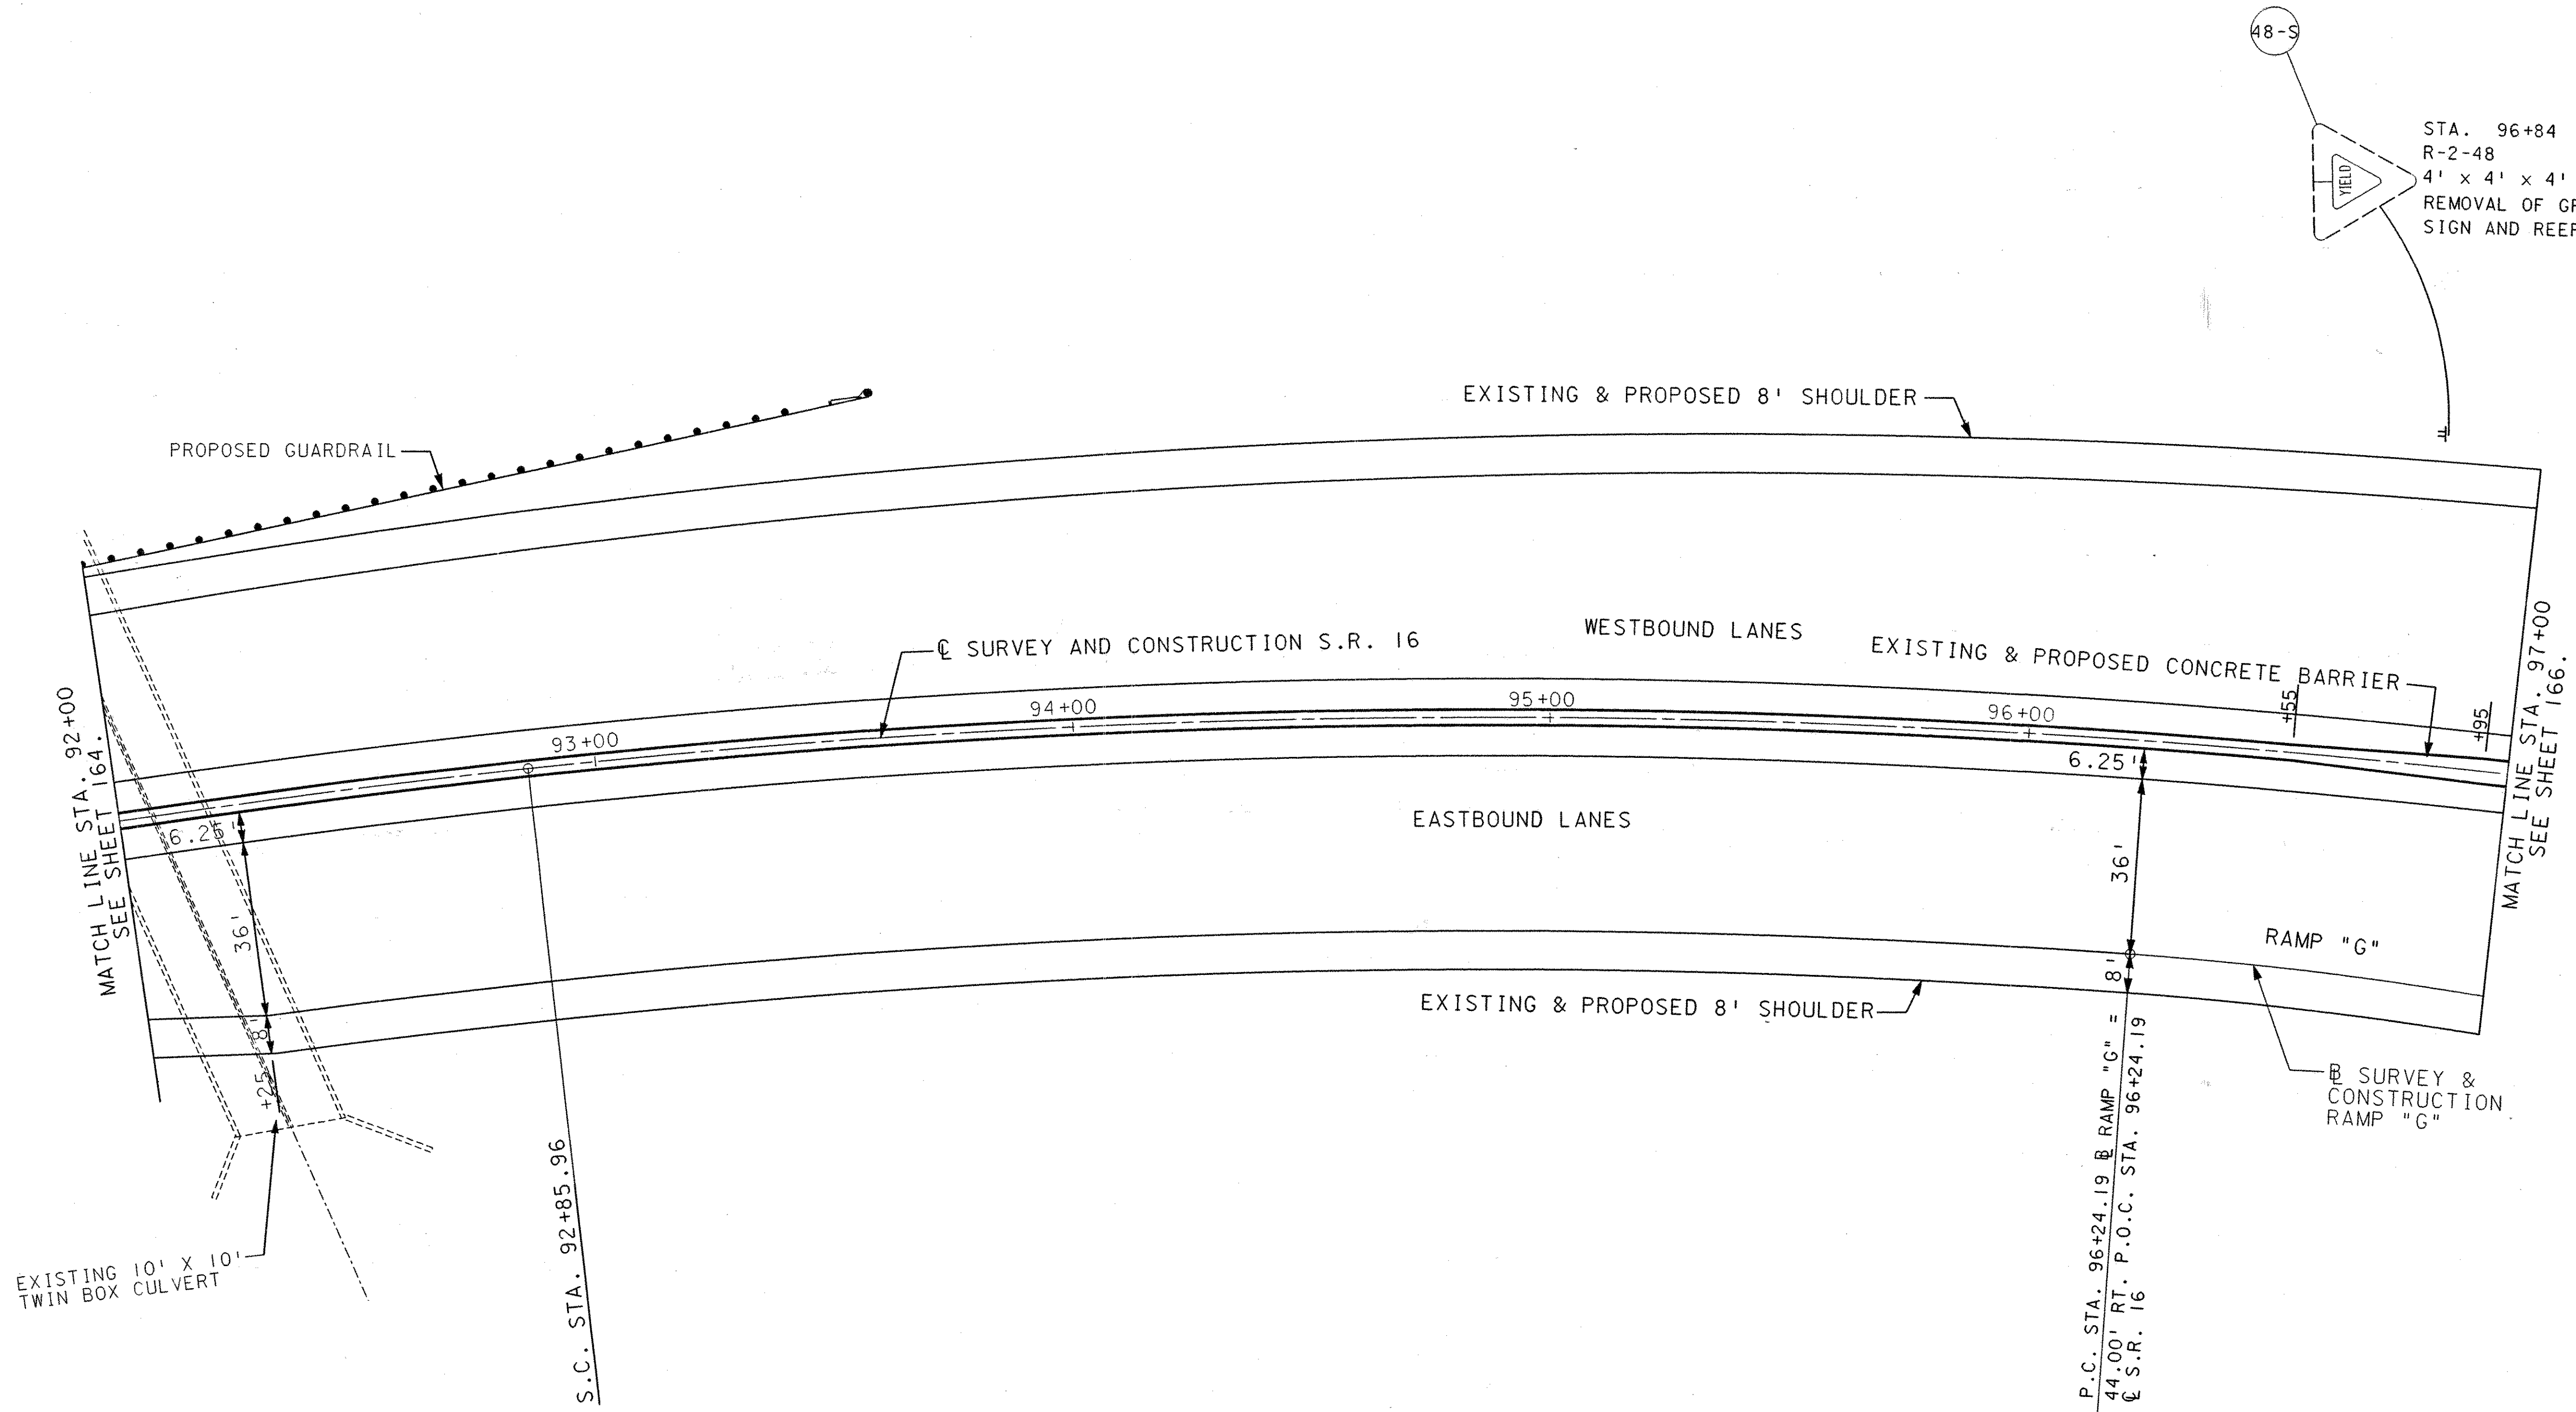 48-S
YIELD
STA. 96+84
R-2-48
4' x 4' x 4'
REMOVAL OF
SIGN AND
EXISTING & PROPOSED 8' SHOULDER
PROPOSED GUARDRAIL
WESTBOUND LANES
℄ SURVEY AND CONSTRUCTION S.R. 16
EXISTING & PROPOSED CONCRETE BARRIER
93+00
94+00
95+00
96+00
+55
+95
MATCH LINE STA. 92+00
SEE SHEET 164.
MATCH LINE STA. 97+00
SEE SHEET 166.
6.25'
6.25'
EASTBOUND LANES
36'
36'
8'
8'
+25
RAMP "G"
EXISTING & PROPOSED 8' SHOULDER
BL SURVEY &
CONSTRUCTION
RAMP "G"
EXISTING 10' X 10'
TWIN BOX CULVERT
S.C. STA. 92+85.96
P.C. STA. 96+24.19 BL RAMP "G" =
44.00' RT. P.O.C. STA. 96+24.19
℄ S.R. 16